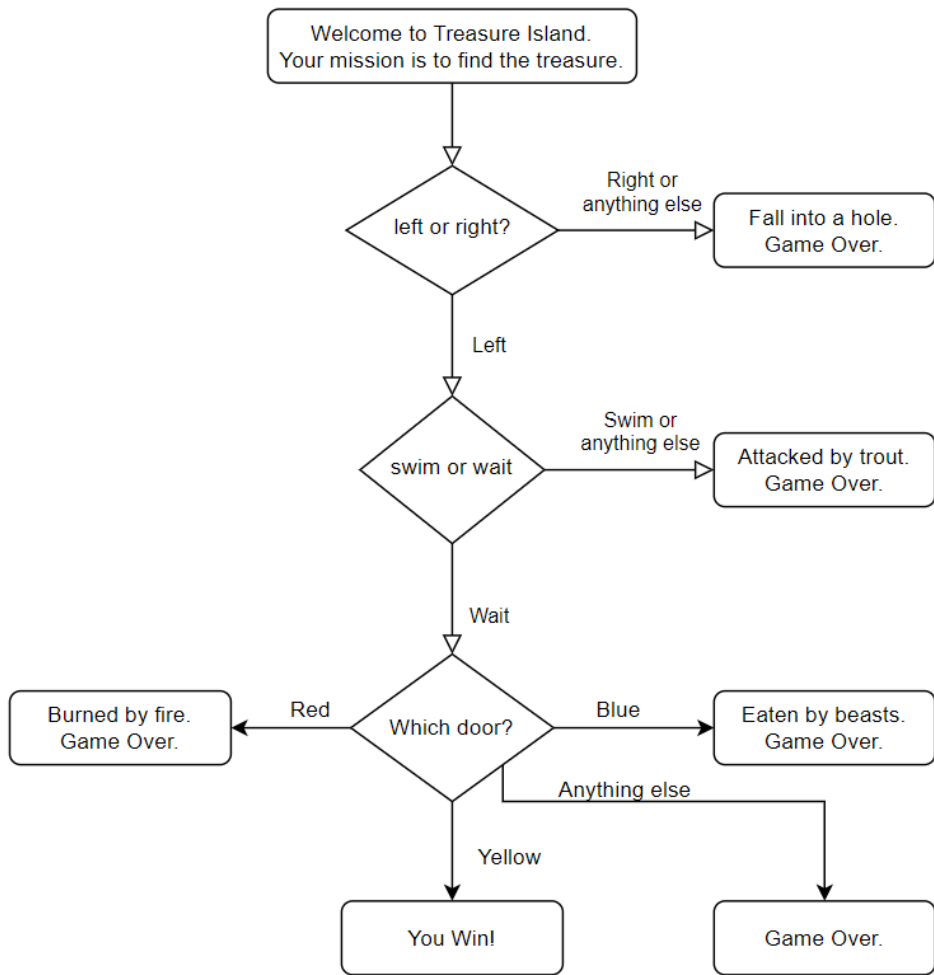 Welcome to Treasure Island.
Your mission is to find the treasure.
left or right?
Right or
anything else
Fall into a hole.
Game Over.
Left
swim or wait
Swim or
anything else
Attacked by trout.
Game Over.
Wait
Which door?
Red
Burned by fire.
Game Over.
Blue
Eaten by beasts.
Game Over.
Anything else
Yellow
You Win!
Game Over.